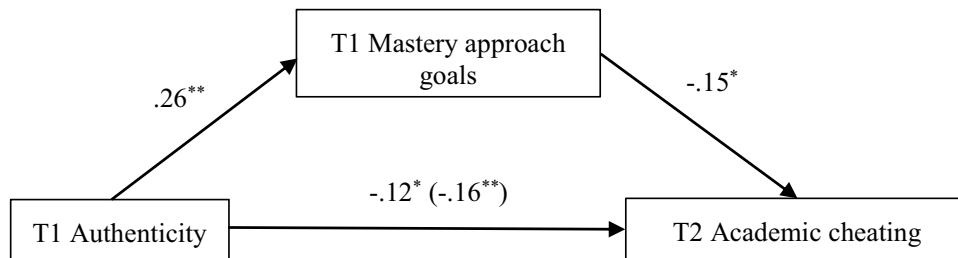 T1 Mastery approach
goals
.26**
-.15*
-.12* (-.16**)
T1 Authenticity
T2 Academic cheating